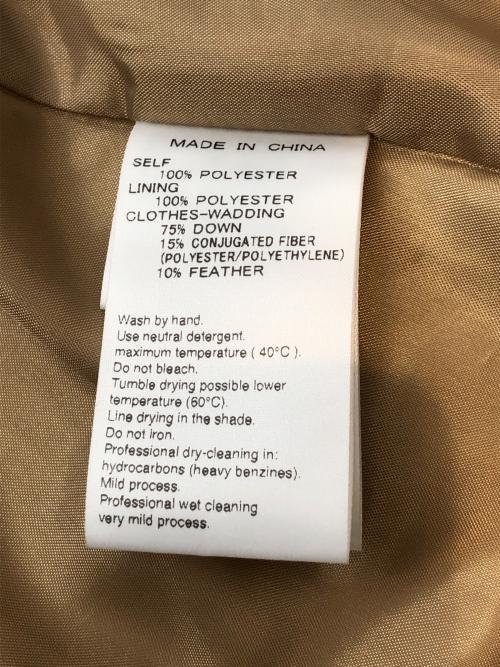 MADE IN CHINA
SELF
100% POLYESTER
LINING
100% POLYESTER
CLOTHES-WADDING
75% DOWN
15% CONJUGATED FIBER
(POLYESTER/POLYETHYLENE)
10% FEATHER
Wash by hand.
Use neutral detergent.
maximum temperature ( 40°C ).
Do not bleach.
Tumble drying possible lower
temperature (60°C).
Line drying in the shade.
Do not iron.
Professional dry-cleaning in:
hydrocarbons (heavy benzines).
Mild process.
Professional wet cleaning
very mild process.